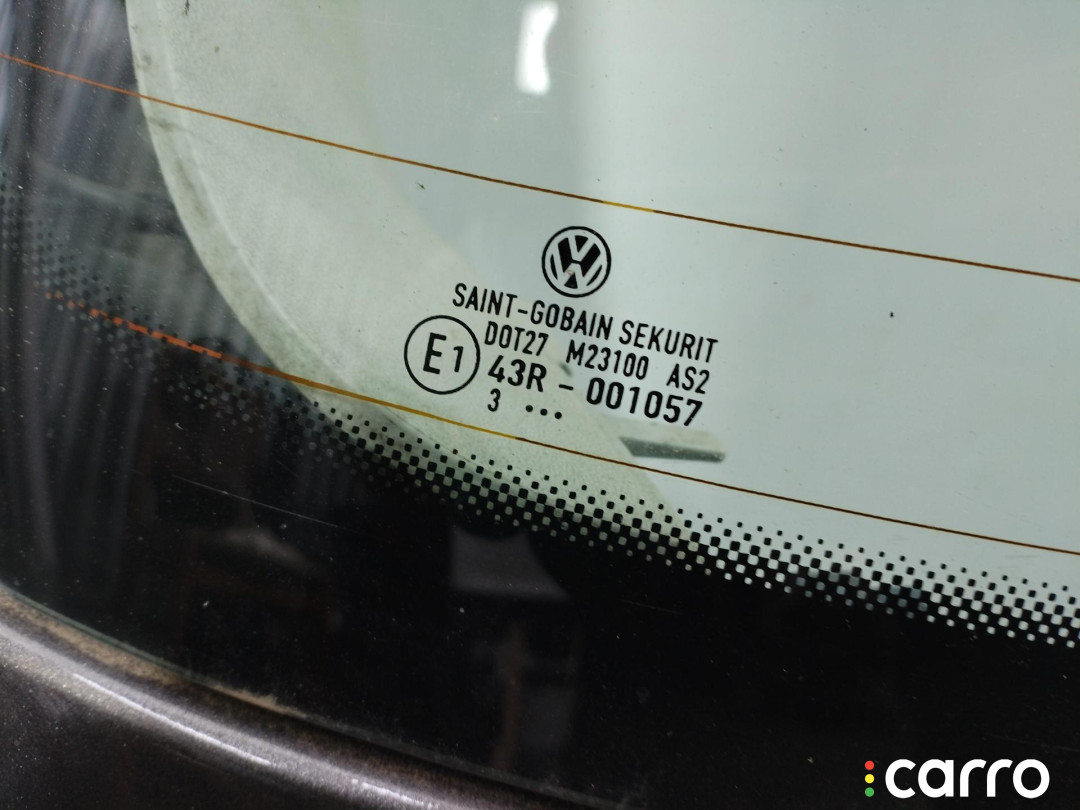 SAINT-GOBAIN SEKURIT
DOT27 M23100 AS2
E1 43R - 001057
3 •••
carro